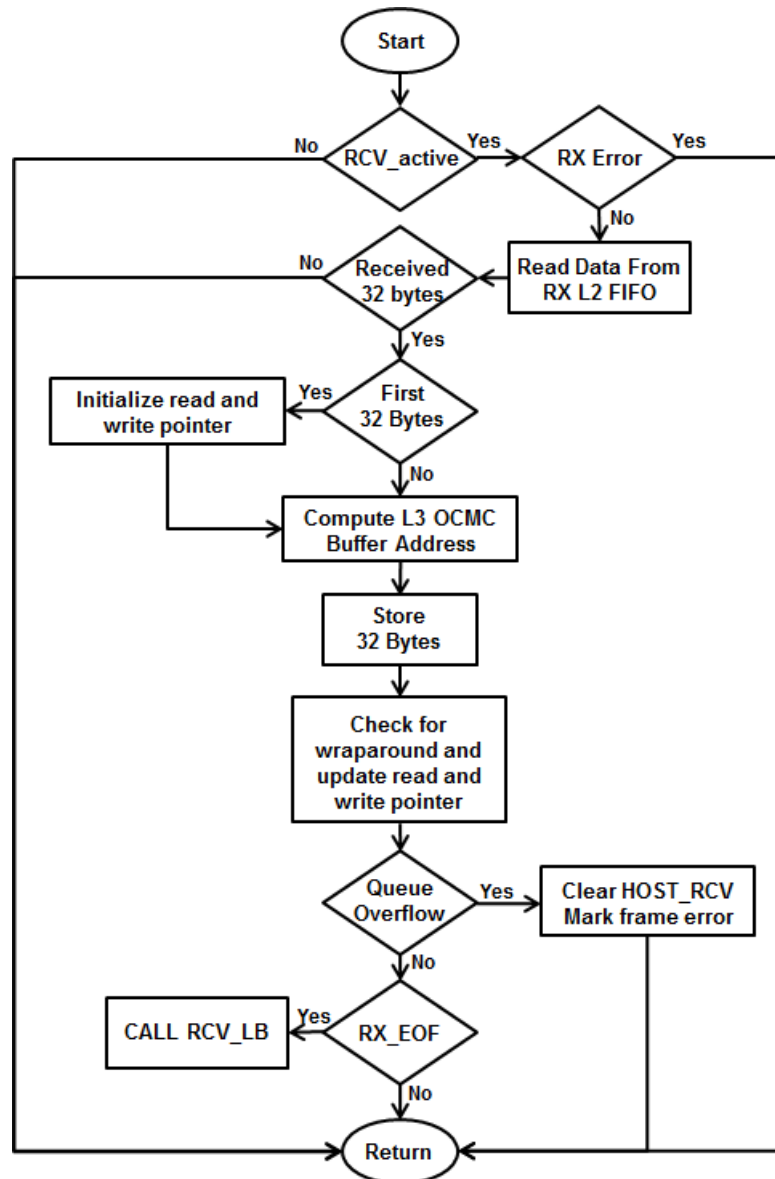 Start
No
RCV_active
Yes
RX Error
Yes
No
No
Received
32 bytes
Read Data From
RX L2 FIFO
Yes
Initialize read and
write pointer
Yes
First
32 Bytes
No
Compute L3 OCMC
Buffer Address
Store
32 Bytes
Check for
wraparound and
update read and
write pointer
Queue
Overflow
Yes
Clear HOST_RCV
Mark frame error
No
CALL RCV_LB
Yes
RX_EOF
No
Return